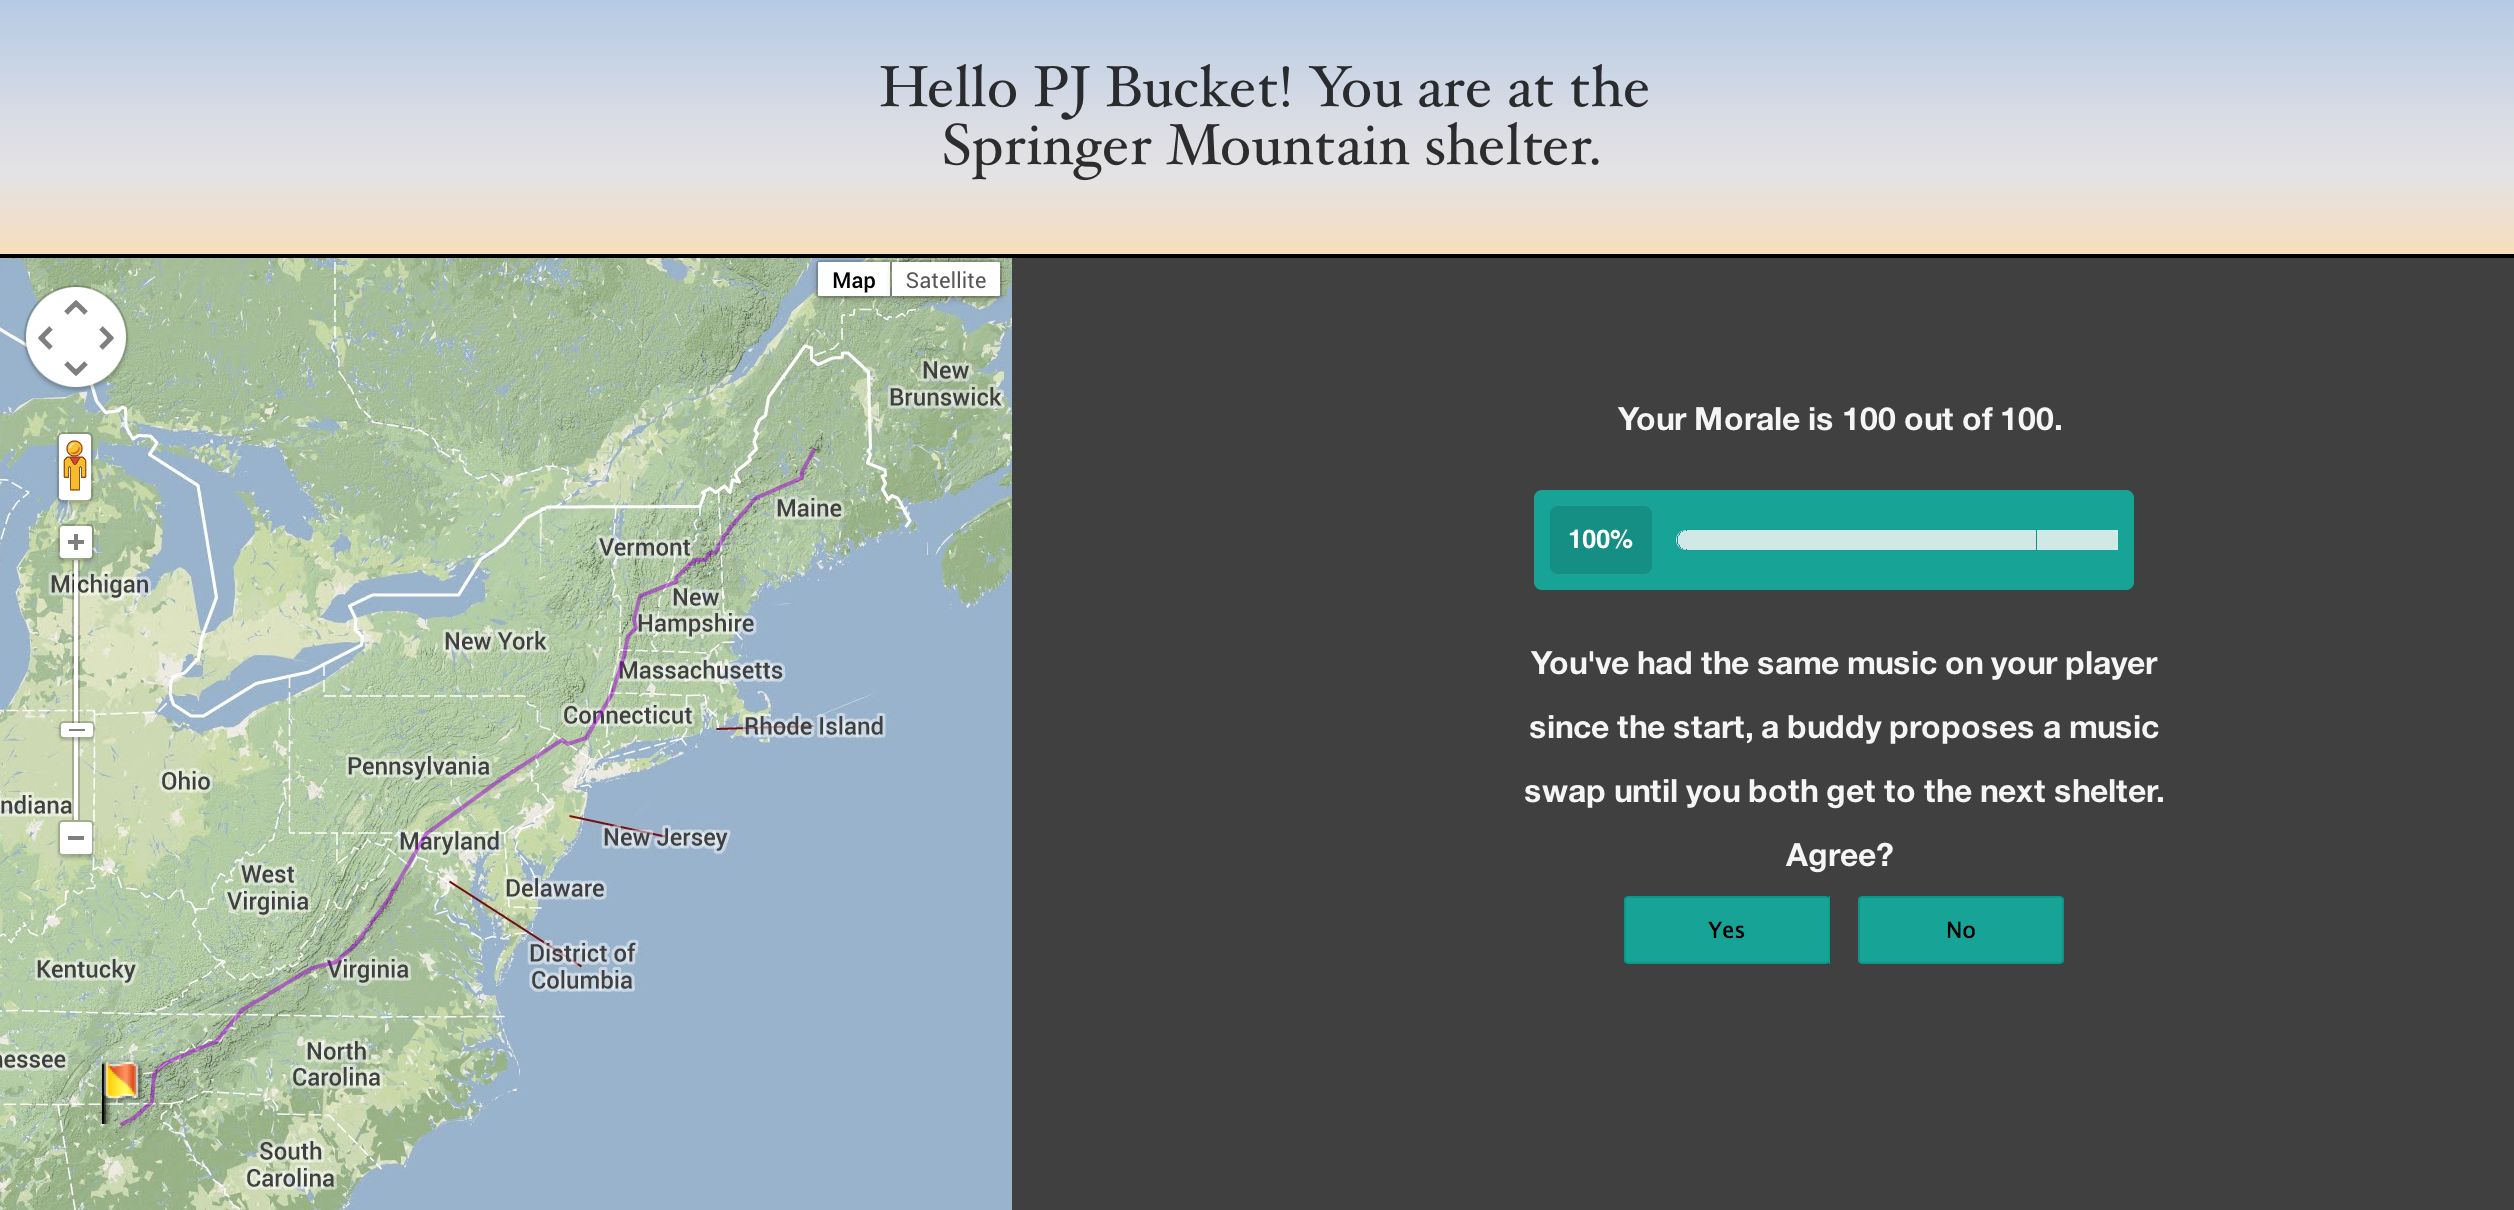 Hello PJ Bucket! You are at the
Springer Mountain shelter.
Map
Satellite
New
Brunswick
Maine
Vermont
Michigan
New
Hampshire
New York
Massachusetts
Connecticut
Rhode Island
Pennsylvania
Ohio
ndiana
Maryland
New Jersey
West
Virginia
Delaware
District of
Columbia
Kentucky
Virginia
North
Carolina
nessee
South
Carolina
Your Morale is 100 out of 100.
100%
You've had the same music on your player
since the start, a buddy proposes a music
swap until you both get to the next shelter.
Agree?
Yes
No